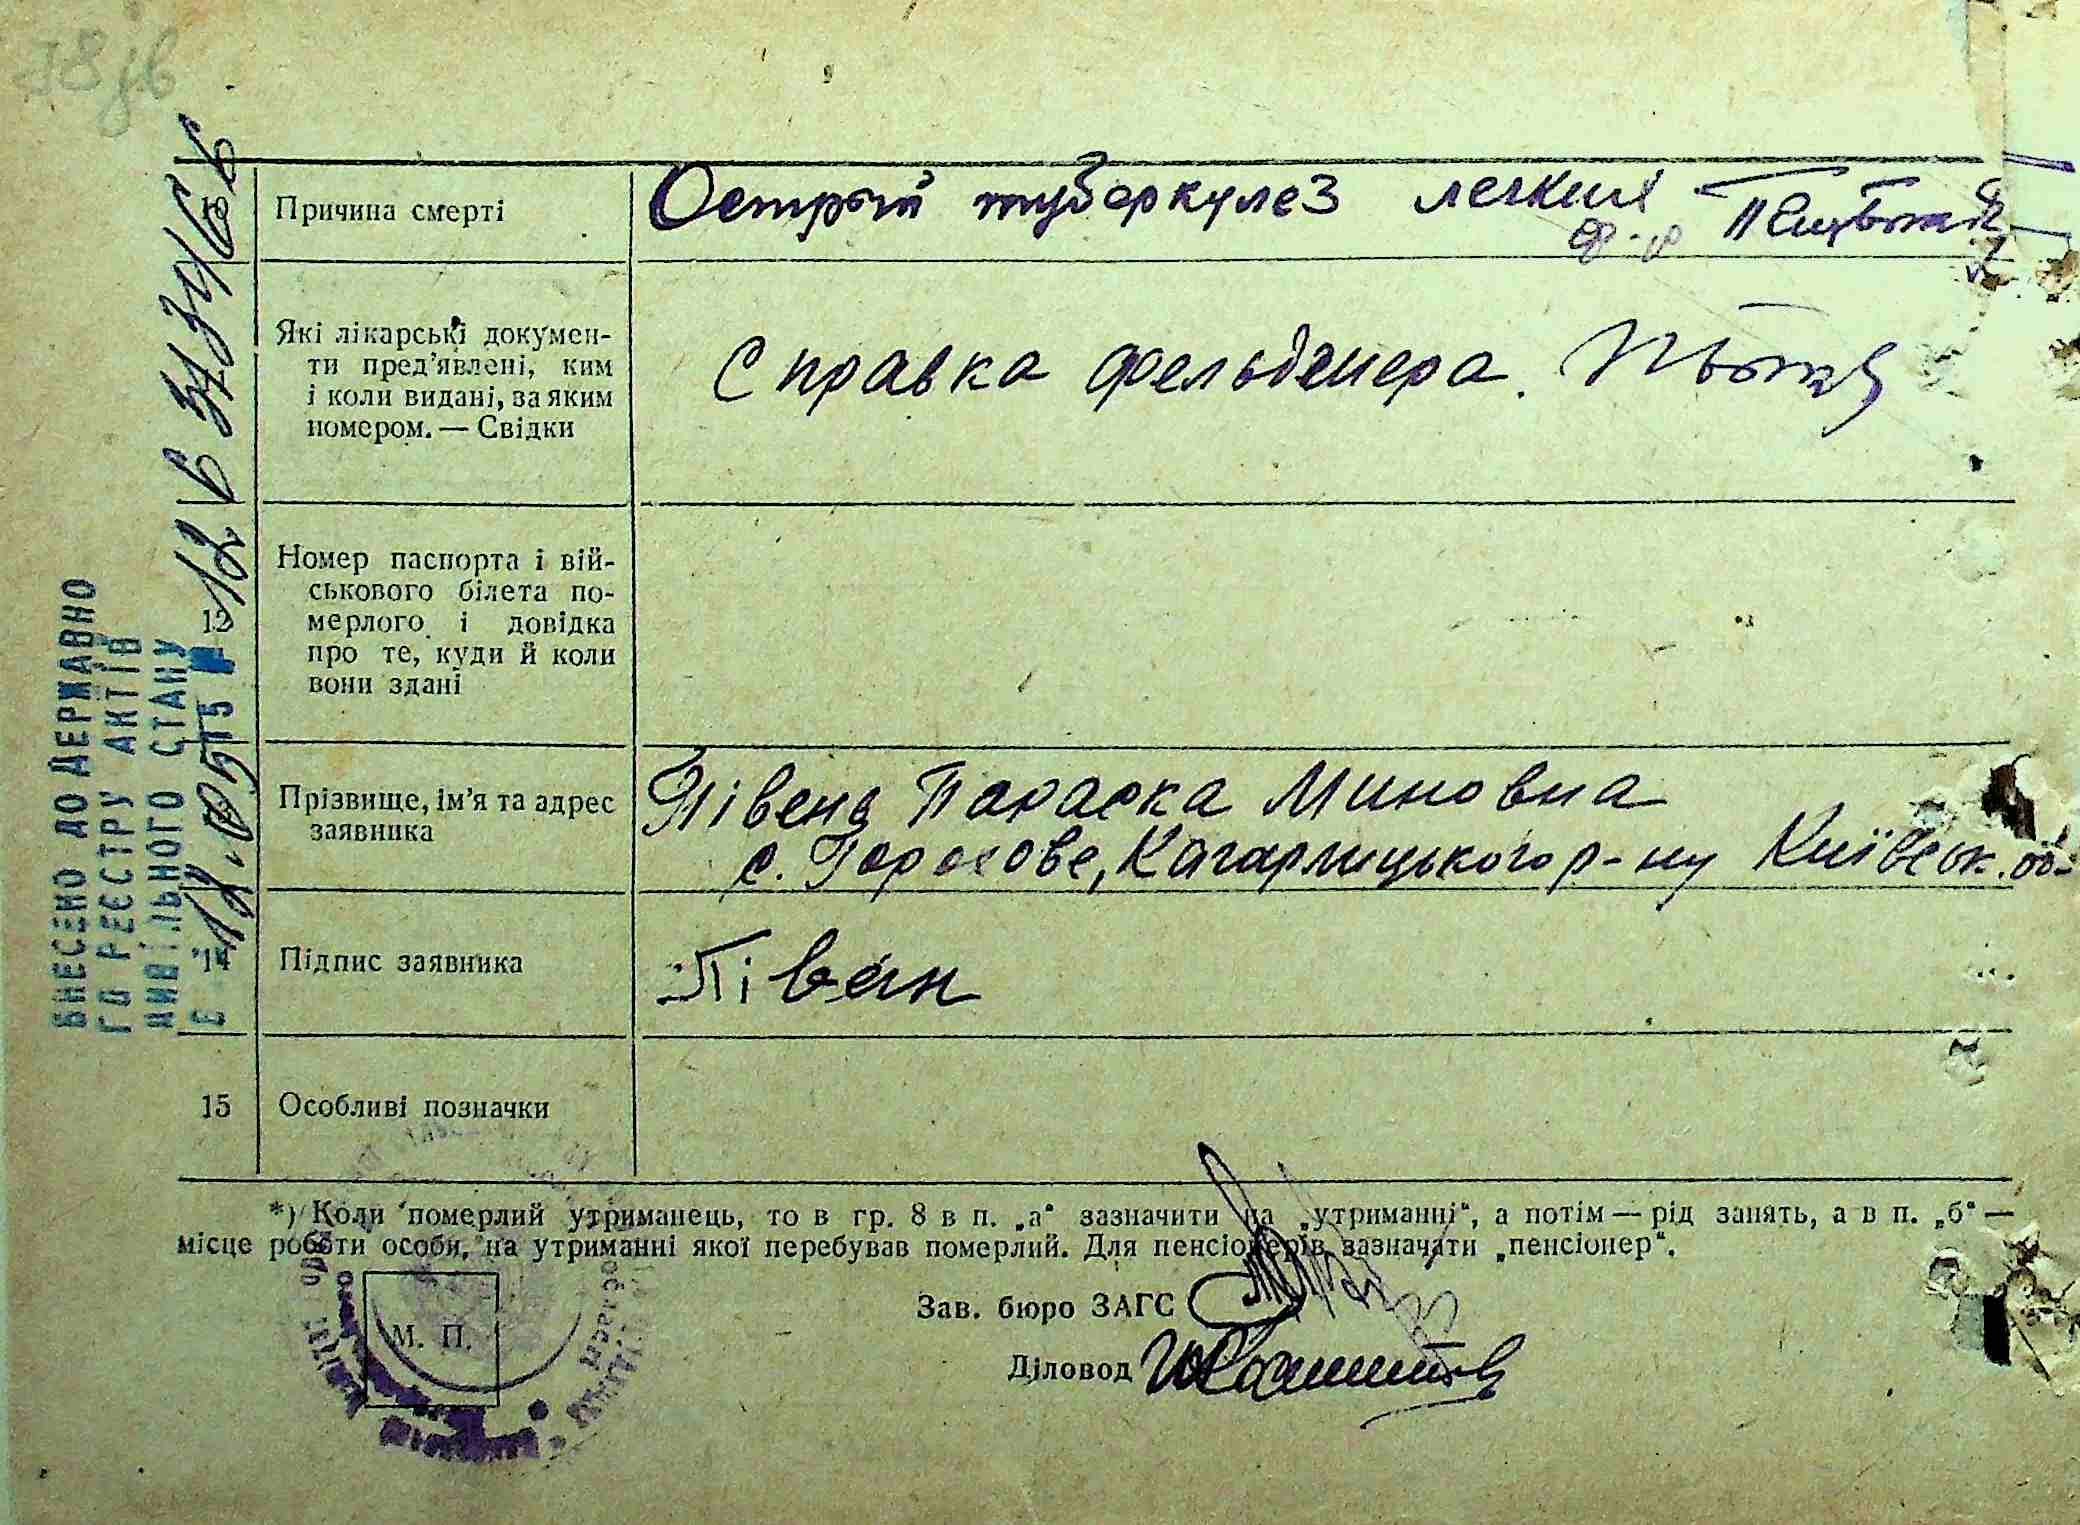 Причина смерті
Острый туберкулез легких
Які лікарські докумен-
ти пред'явлені, ким
і коли видані, за яким
номером. — Свідки
Справка фельдшера.
12
Номер паспорта і вій-
ськового білета по-
мерлого і довідка
про те, куди й коли
вони здані
Прізвище, ім'я та адрес
заявника
Параска Миновна
с. Горохове, Кагарлицького р-ну Київськ. об-
14
Підпис заявника
Півен
15
Особливі позначки
*) Коли померлий утриманець, то в гр. 8 в п. „а“ зазначити на „утриманні“, а потім — рід занять, а в п. „б“ —
місце роботи особи, на утриманні якої перебував померлий. Для пенсіонерів зазначати „пенсіонер“.
Зав. бюро ЗАГС
М. П.
Діловод
ВНЕСЕНО ДО ДЕРЖАВНО
ГО РЕЄСТРУ АКТІВ
ЦИВІЛЬНОГО СТАНУ